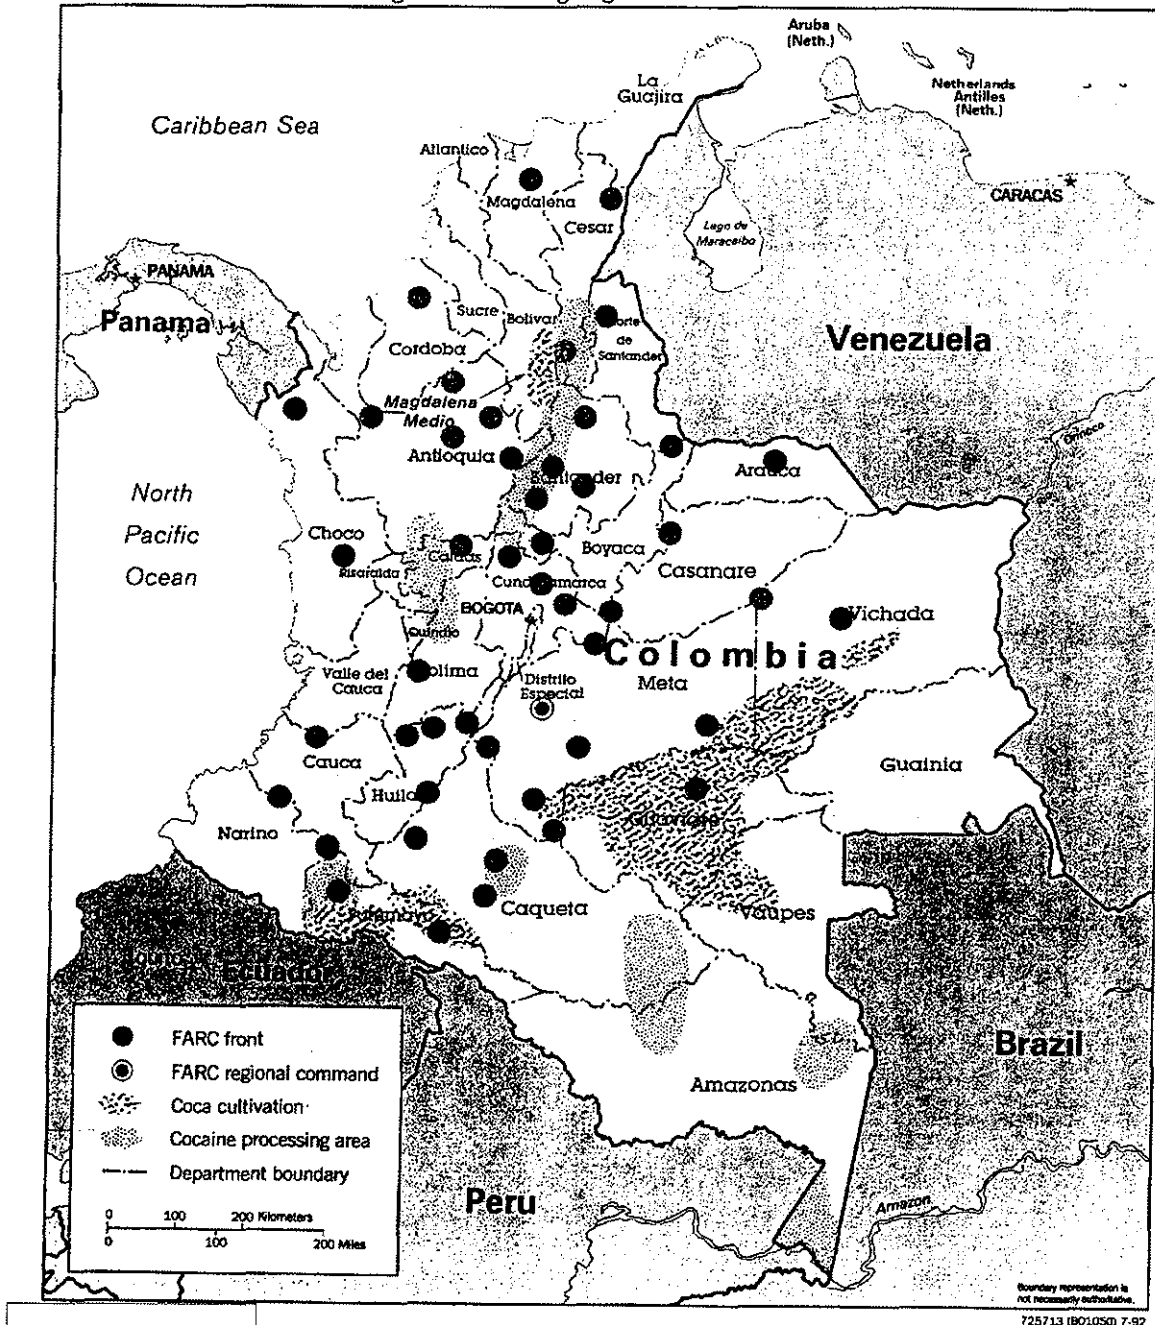 Aruba
(Neth.)
Netherlands
Antilles
(Neth.)
La
Guajira
Caribbean Sea
Atlantico
Magdalena
Cesar
CARACAS
Lago de
Maracaibo
PANAMA
Panama
Sucre
Bolivar
Norte
de
Santander
Cordoba
Venezuela
Magdalena
Medio
Orinoco
Antioquia
Santander
Arauca
North
Pacific
Ocean
Choco
Risaralda
Caldas
Boyaca
Casanare
Cundinamarca
BOGOTA
Vichada
Quindio
Colombia
Valle del
Cauca
Tolima
Distrito
Especial
Meta
Cauca
Guainia
Huila
Narino
Guaviare
Putumayo
Caqueta
Vaupes
Ecuador
Brazil
Amazonas
Peru
Amazon
FARC front
FARC regional command
Coca cultivation
Cocaine processing area
Department boundary
0 100 200 Kilometers
0 100 200 Miles
Boundary representation is
not necessarily authoritative.
725713 7-92